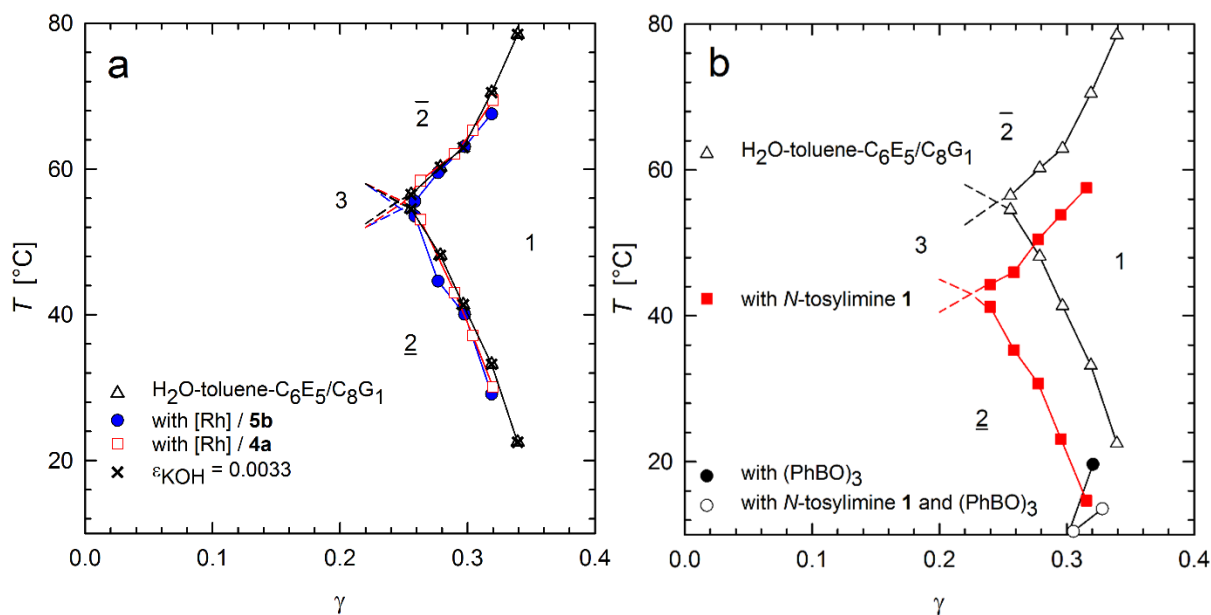 a
80
60
40
20
T [°C]
0.0 0.1 0.2 0.3 0.4
γ
2̅
3
1
2̲
H₂O-toluene-C₆E₅/C₈G₁
with [Rh] / 5b
with [Rh] / 4a
ε_KOH = 0.0033
b
80
60
40
20
T [°C]
0.0 0.1 0.2 0.3 0.4
γ
2̅
H₂O-toluene-C₆E₅/C₈G₁
3
1
with N-tosylimine 1
2̲
with (PhBO)₃
with N-tosylimine 1 and (PhBO)₃